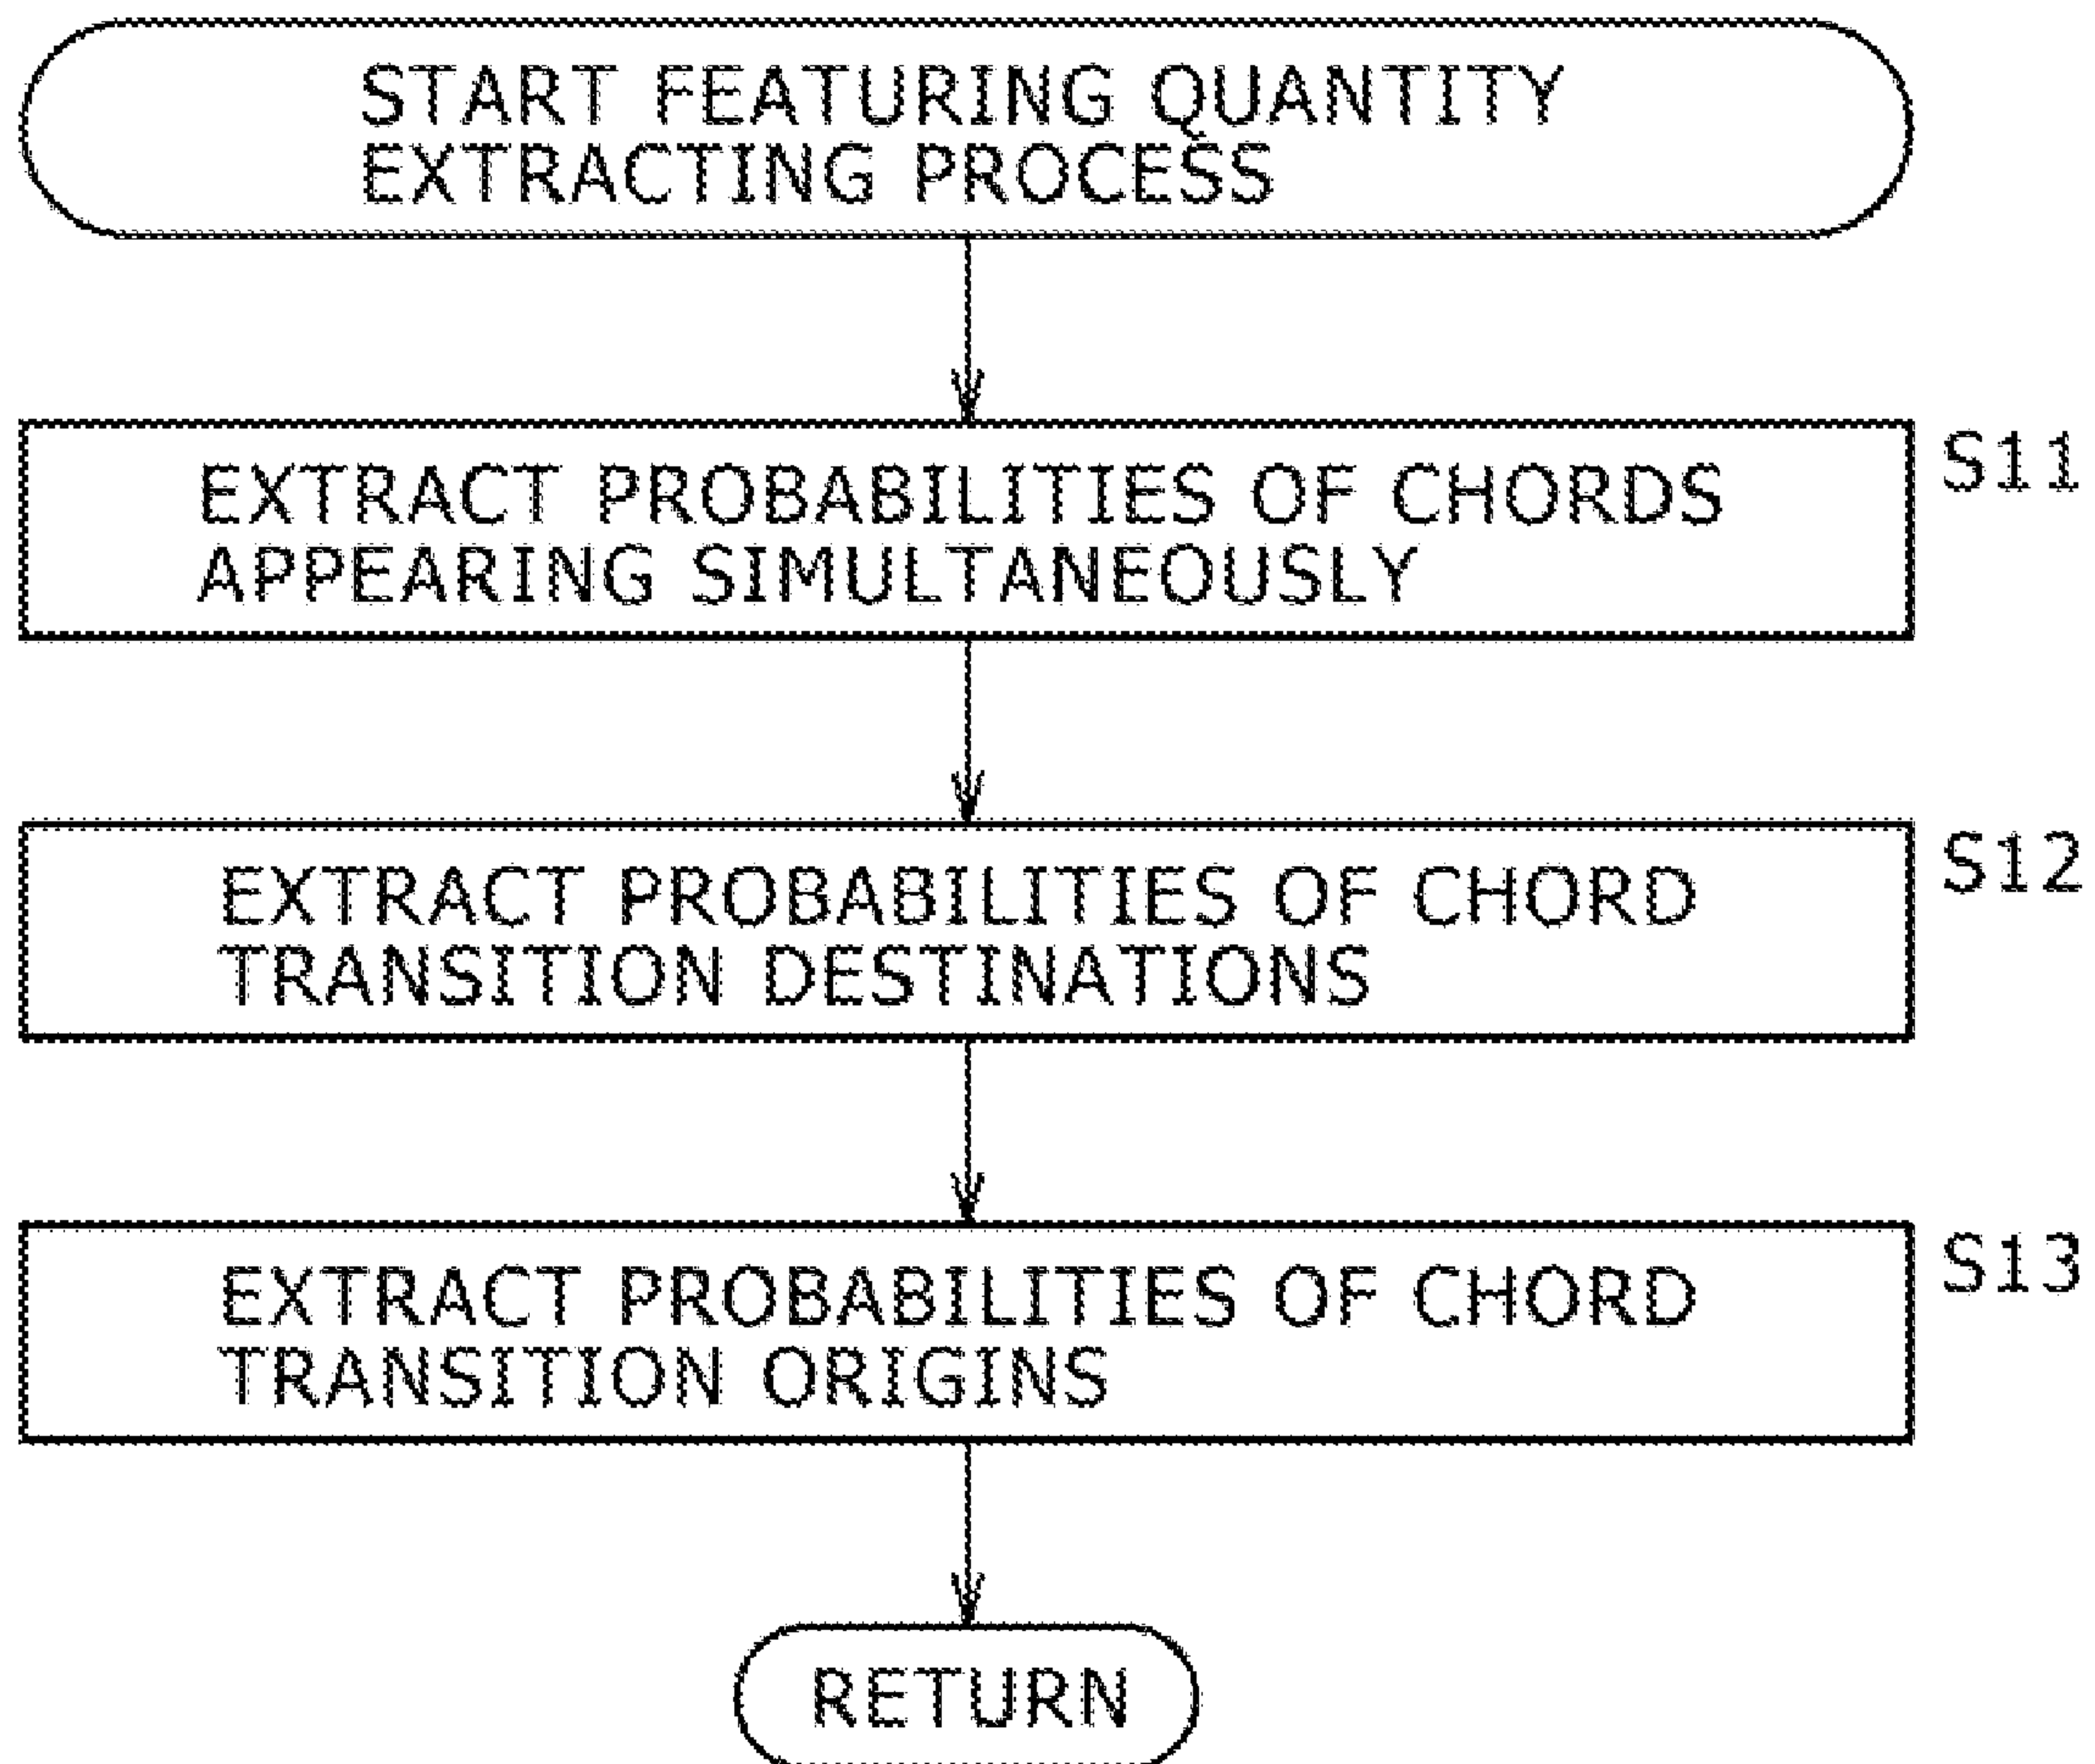 START FEATURING QUANTITY
EXTRACTING PROCESS
EXTRACT PROBABILITIES OF CHORDS
APPEARING SIMULTANEOUSLY
S11
EXTRACT PROBABILITIES OF CHORD
TRANSITION DESTINATIONS
S12
EXTRACT PROBABILITIES OF CHORD
TRANSITION ORIGINS
S13
RETURN